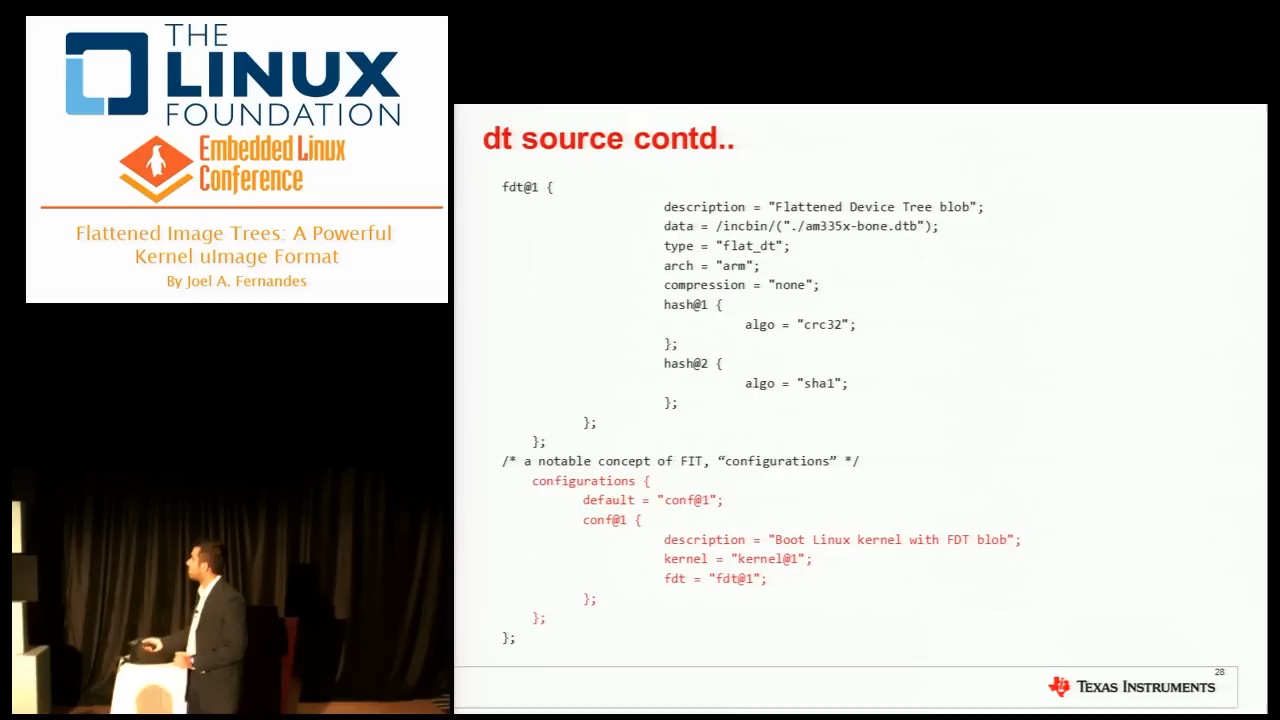 THE
LINUX
FOUNDATION
Embedded Linux
Conference
Flattened Image Trees: A Powerful
Kernel uImage Format
By Joel A. Fernandes
dt source contd..
fdt@1 {
description = "Flattened Device Tree blob";
data = /incbin/("./am335x-bone.dtb");
type = "flat_dt";
arch = "arm";
compression = "none";
hash@1 {
algo = "crc32";
};
hash@2 {
algo = "sha1";
};
};
};
/* a notable concept of FIT, “configurations” */
configurations {
default = "conf@1";
conf@1 {
description = "Boot Linux kernel with FDT blob";
kernel = "kernel@1";
fdt = "fdt@1";
};
};
};
28
TEXAS INSTRUMENTS